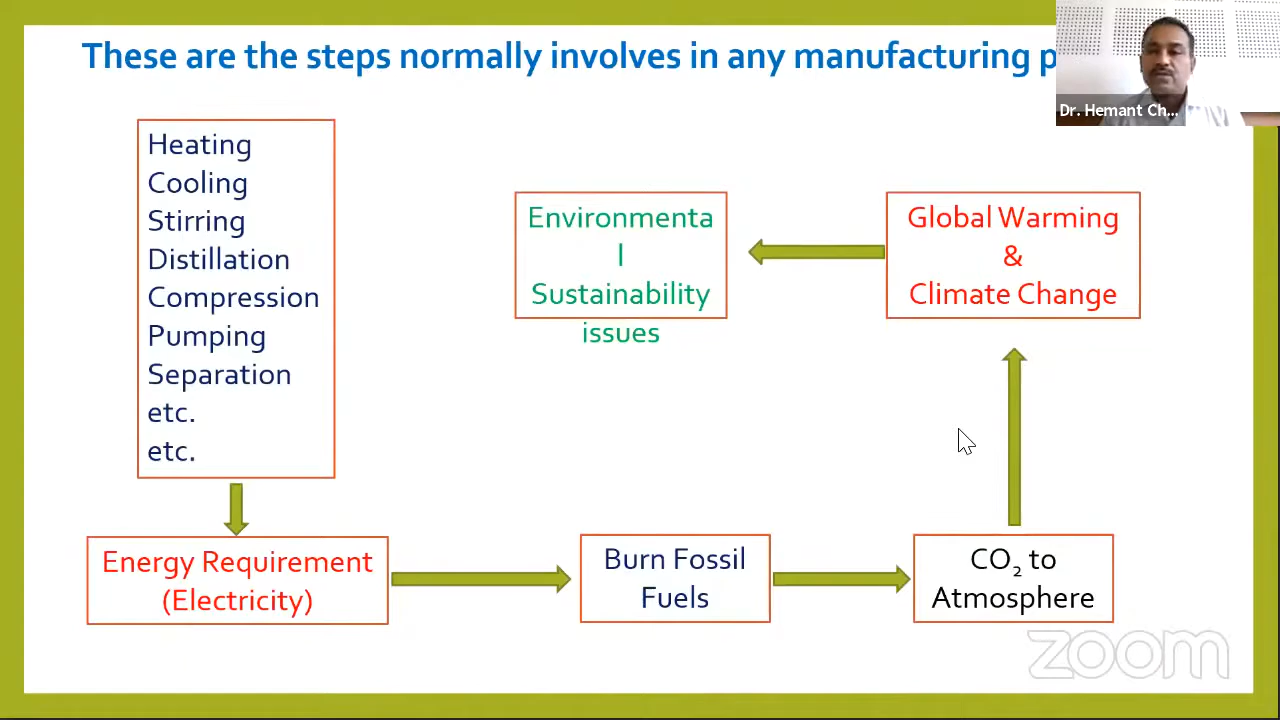 These are the steps normally involves in any manufacturing p
Dr. Hemant Ch...
Heating
Cooling
Stirring
Distillation
Compression
Pumping
Separation
etc.
etc.
Environmenta
l
Sustainability
issues
Global Warming
&
Climate Change
Energy Requirement
(Electricity)
Burn Fossil
Fuels
CO₂ to
Atmosphere
zoom